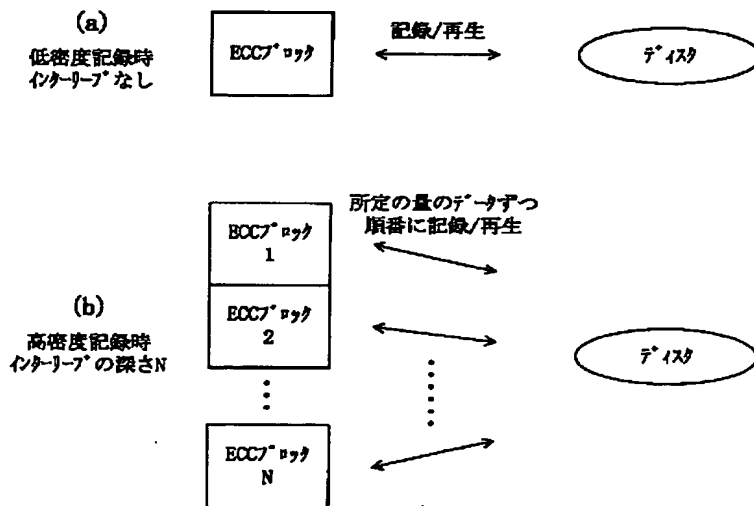 (a)
低密度記録時
インターリーブなし
ECCブロック
記録/再生
ディスク
所定の量のデータずつ
順番に記録/再生
ECCブロック
1
(b)
高密度記録時
インターリーブの深さN
ECCブロック
2
ディスク
ECCブロック
N